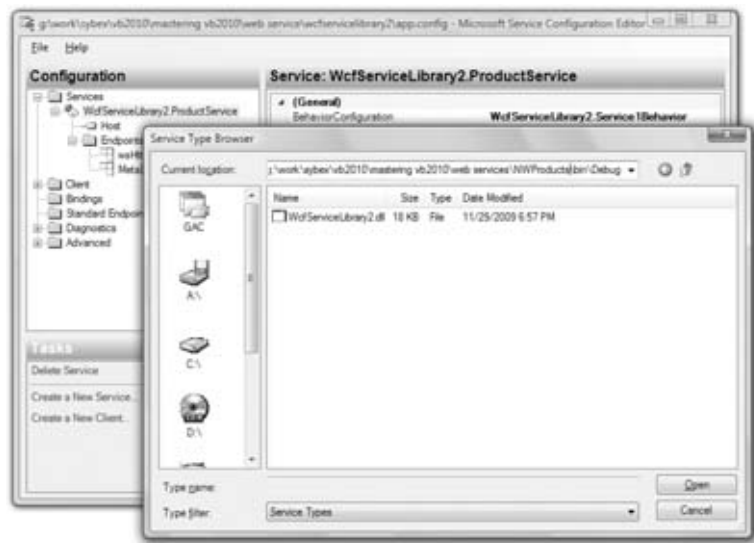 g:\work\sybex\vb2010\mastering vb2010\web service\wcfservicelibrary2\app.config - Microsoft Service Configuration Editor
File Help
Configuration
Services
WcfServiceLibrary2.ProductService
Host
Endpoints
wsHt
Meta
Client
Bindings
Standard Endpoin
Diagnostics
Advanced
Tasks
Delete Service
Create a New Service...
Create a New Client...
Service: WcfServiceLibrary2.ProductService
(General)
BehaviorConfiguration WcfServiceLibrary2.Service1Behavior
Service Type Browser
Current location: g:\work\sybex\vb2010\mastering vb2010\web services\NWProducts\bin\Debug
Name Size Type Date Modified
WcfServiceLibrary2.dll 18 KB File 11/25/2009 6:57 PM
GAC
A:\
C:\
D:\
Type name:
Open
Type filter: Service Types
Cancel